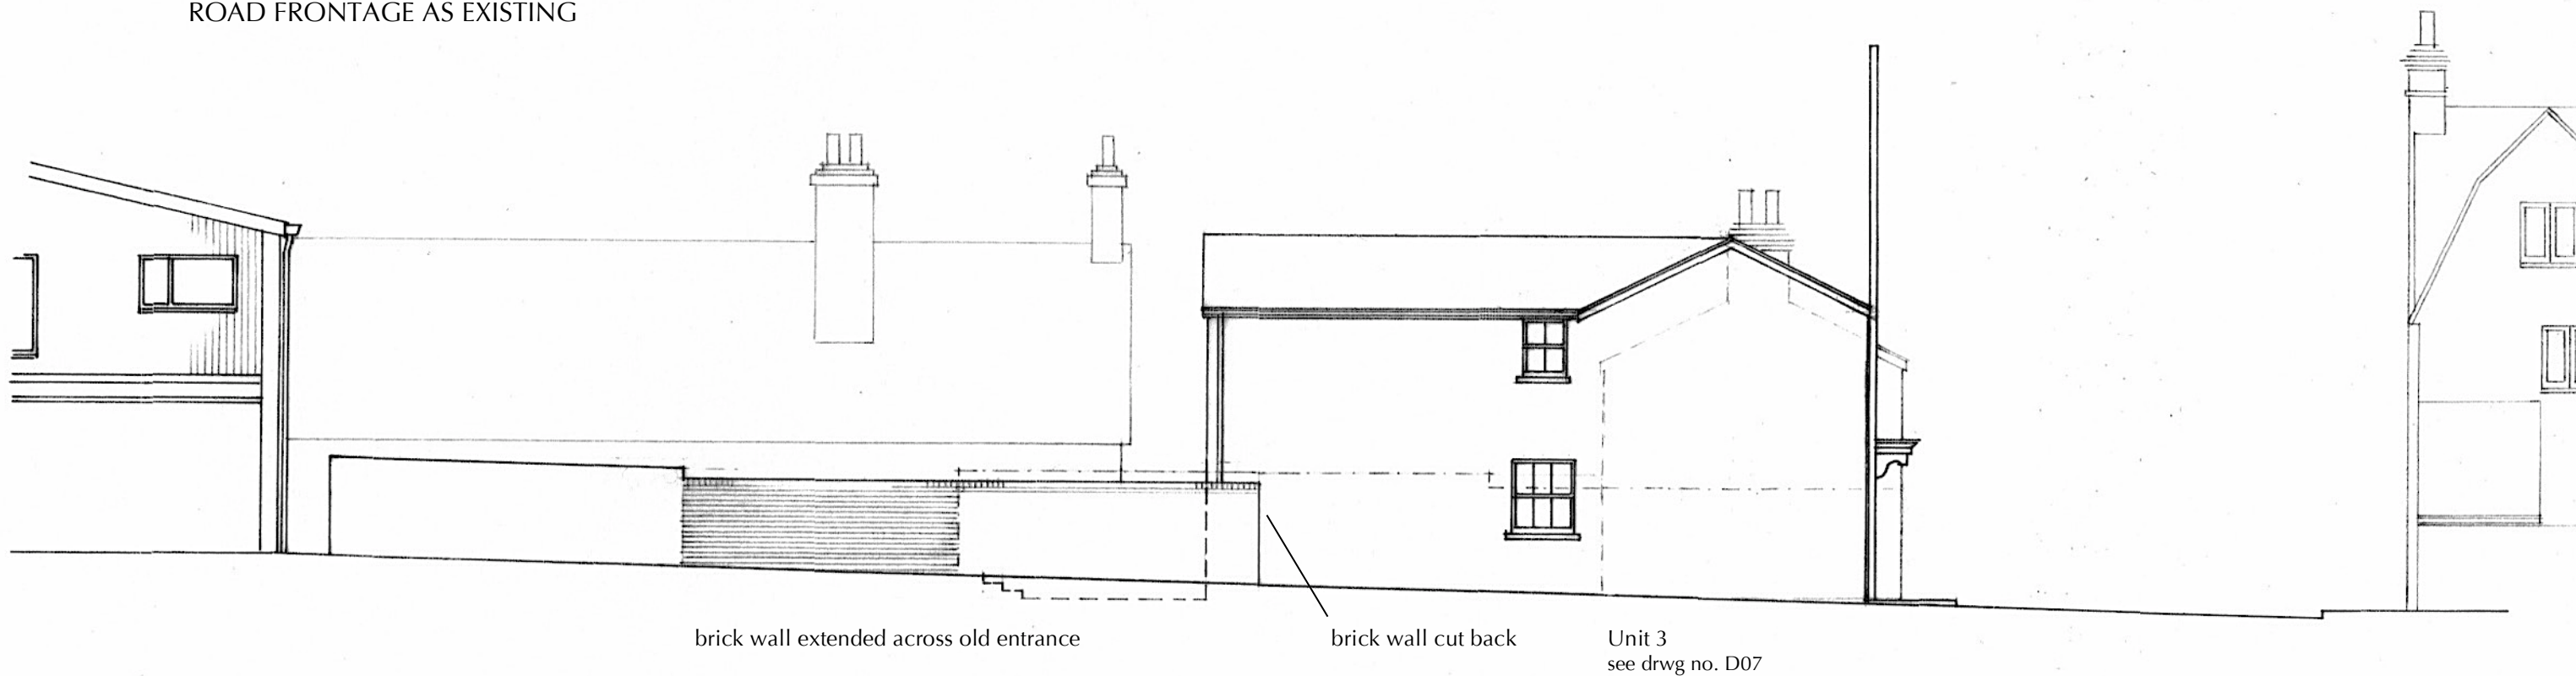 ROAD FRONTAGE AS EXISTING
brick wall extended across old entrance
brick wall cut back
Unit 3
see drwg no. D07